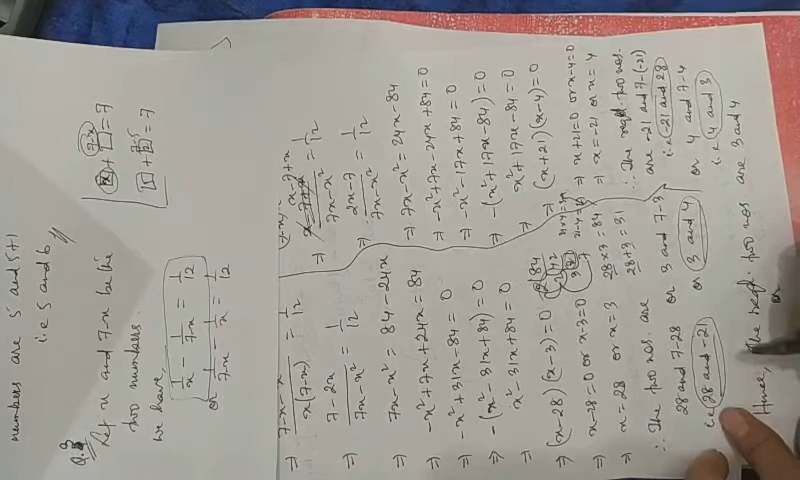 numbers are 5 and 5+1
i.e 5 and 6
Q.3
Let x and 7-x be the
two numbers.
We have,
1/x - 1/(7-x) = 1/12
or 1/(7-x) - 1/x = 1/12
[x] + [7-x] = 7
⇒ (7-x-x)/(x(7-x)) = 1/12
⇒ (7-2x)/(7x-x²) = 1/12
⇒ 7x-x² = 84-24x
⇒ -x²+7x+24x = 84
⇒ -x²+31x-84 = 0
⇒ -(x²-31x+84) = 0
⇒ x²-31x+84 = 0
⇒ (x-28)(x-3) = 0
⇒ x-28=0 or x-3=0
⇒ x=28 or x=3
28×3 = 84
28+3 = 31
∴ The two nos. are
28 and 7-28 or 3 and 7-3
i.e (28 and -21) or (3 and 4)
x-7+x
⇒ (2x-7)/(7x-x²) = 1/12
⇒ 7x-x² = 24x-84
⇒ -x²+7x-24x+84=0
⇒ -x²-17x+84=0
⇒ -(x²+17x-84)=0
⇒ x²+17x-84=0
⇒ (x+21)(x-4)=0
⇒ x+21=0 or x-4=0
⇒ x=-21 or x=4
∴ The reqd. two nos.
are -21 and 7-(-21)
i.e -21 and 28
or 4 and 7-4
i.e 4 and 3
Hence, The reqd. two nos are 3 and 4
or